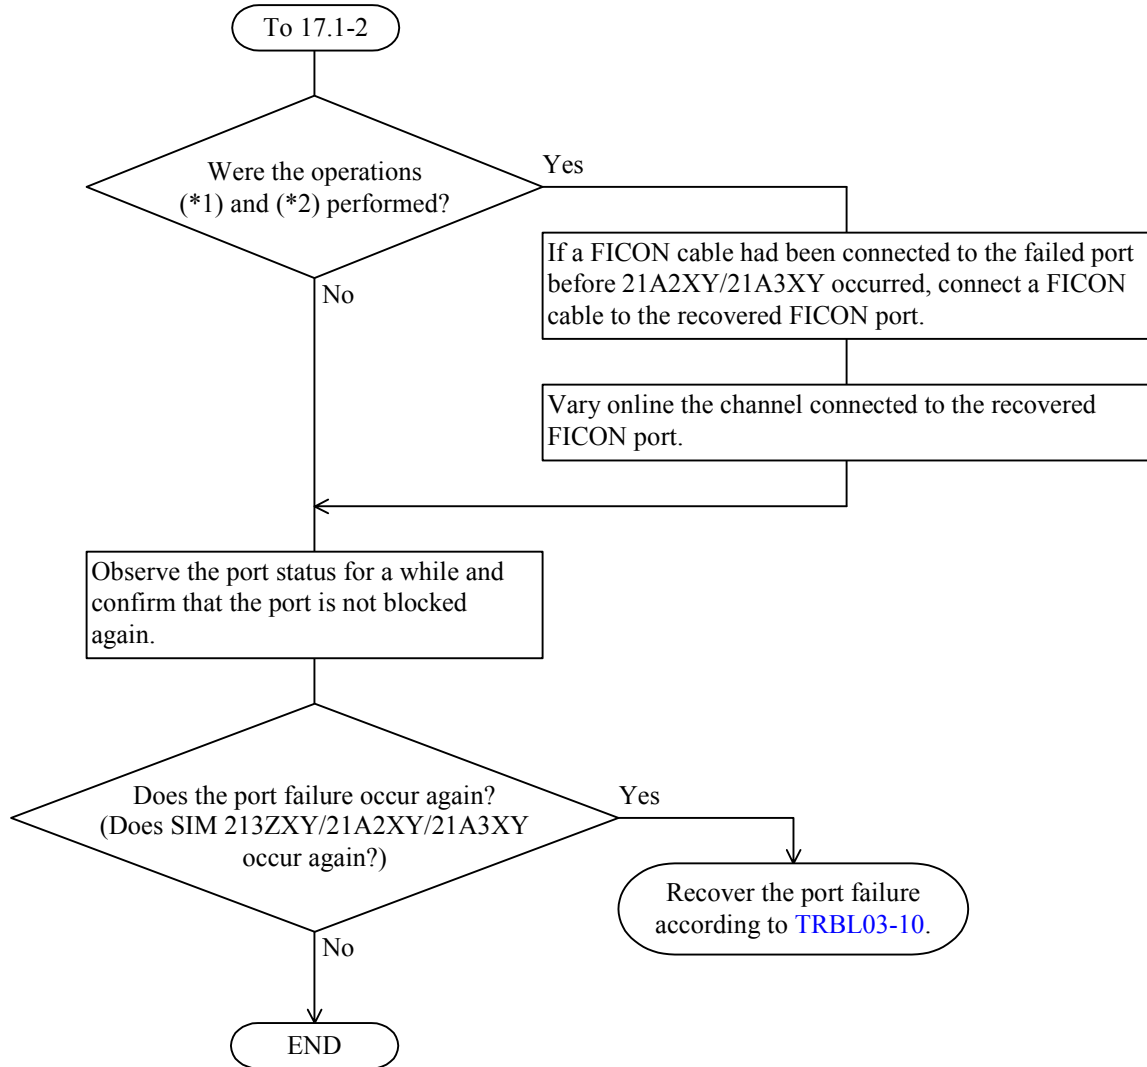 To 17.1-2
Were the operations
(*1) and (*2) performed?
Yes
If a FICON cable had been connected to the failed port
before 21A2XY/21A3XY occurred, connect a FICON
cable to the recovered FICON port.
No
Vary online the channel connected to the recovered
FICON port.
Observe the port status for a while and
confirm that the port is not blocked
again.
Does the port failure occur again?
(Does SIM 213ZXY/21A2XY/21A3XY
occur again?)
Yes
Recover the port failure
according to TRBL03-10.
No
END